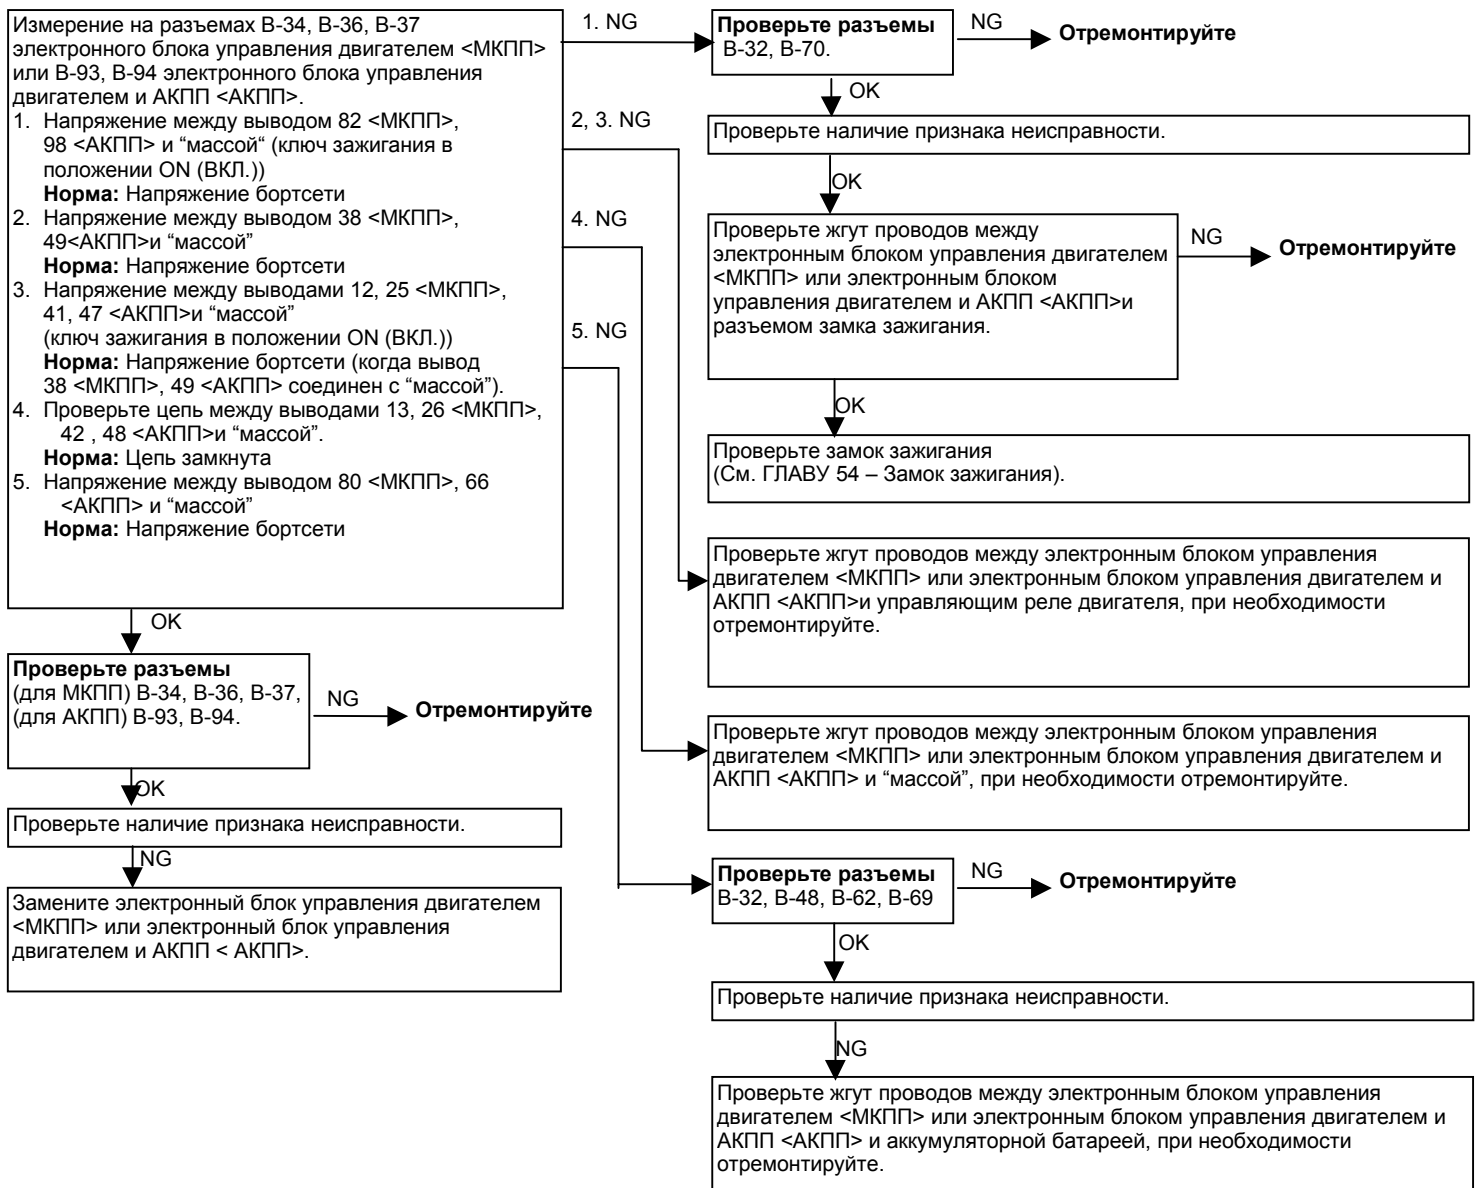 Измерение на разъемах В-34, В-36, В-37
электронного блока управления двигателем <МКПП>
или В-93, В-94 электронного блока управления
двигателем и АКПП <АКПП>.
1. Напряжение между выводом 82 <МКПП>,
98 <АКПП> и “массой“ (ключ зажигания в
положении ON (ВКЛ.))
Норма: Напряжение бортсети
2. Напряжение между выводом 38 <МКПП>,
49<АКПП>и “массой”
Норма: Напряжение бортсети
3. Напряжение между выводами 12, 25 <МКПП>,
41, 47 <АКПП>и “массой”
(ключ зажигания в положении ON (ВКЛ.))
Норма: Напряжение бортсети (когда вывод
38 <МКПП>, 49 <АКПП> соединен с “массой”).
4. Проверьте цепь между выводами 13, 26 <МКПП>,
42 , 48 <АКПП>и “массой”.
Норма: Цепь замкнута
5. Напряжение между выводом 80 <МКПП>, 66
<АКПП> и “массой”
Норма: Напряжение бортсети
OK
Проверьте разъемы
(для МКПП) В-34, В-36, В-37,
(для АКПП) В-93, В-94.
NG
Отремонтируйте
OK
Проверьте наличие признака неисправности.
NG
Замените электронный блок управления двигателем
<МКПП> или электронный блок управления
двигателем и АКПП < АКПП>.
1. NG
Проверьте разъемы
В-32, В-70.
NG
Отремонтируйте
OK
Проверьте наличие признака неисправности.
OK
Проверьте жгут проводов между
электронным блоком управления двигателем
<МКПП> или электронным блоком
управления двигателем и АКПП <АКПП>и
разъемом замка зажигания.
NG
Отремонтируйте
OK
Проверьте замок зажигания
(См. ГЛАВУ 54 – Замок зажигания).
2, 3. NG
Проверьте жгут проводов между электронным блоком управления
двигателем <МКПП> или электронным блоком управления двигателем и
АКПП <АКПП>и управляющим реле двигателя, при необходимости
отремонтируйте.
4. NG
Проверьте жгут проводов между электронным блоком управления
двигателем <МКПП> или электронным блоком управления двигателем и
АКПП <АКПП> и “массой”, при необходимости отремонтируйте.
5. NG
Проверьте разъемы
В-32, В-48, В-62, В-69
NG
Отремонтируйте
OK
Проверьте наличие признака неисправности.
NG
Проверьте жгут проводов между электронным блоком управления
двигателем <МКПП> или электронным блоком управления двигателем и
АКПП <АКПП> и аккумуляторной батареей, при необходимости
отремонтируйте.